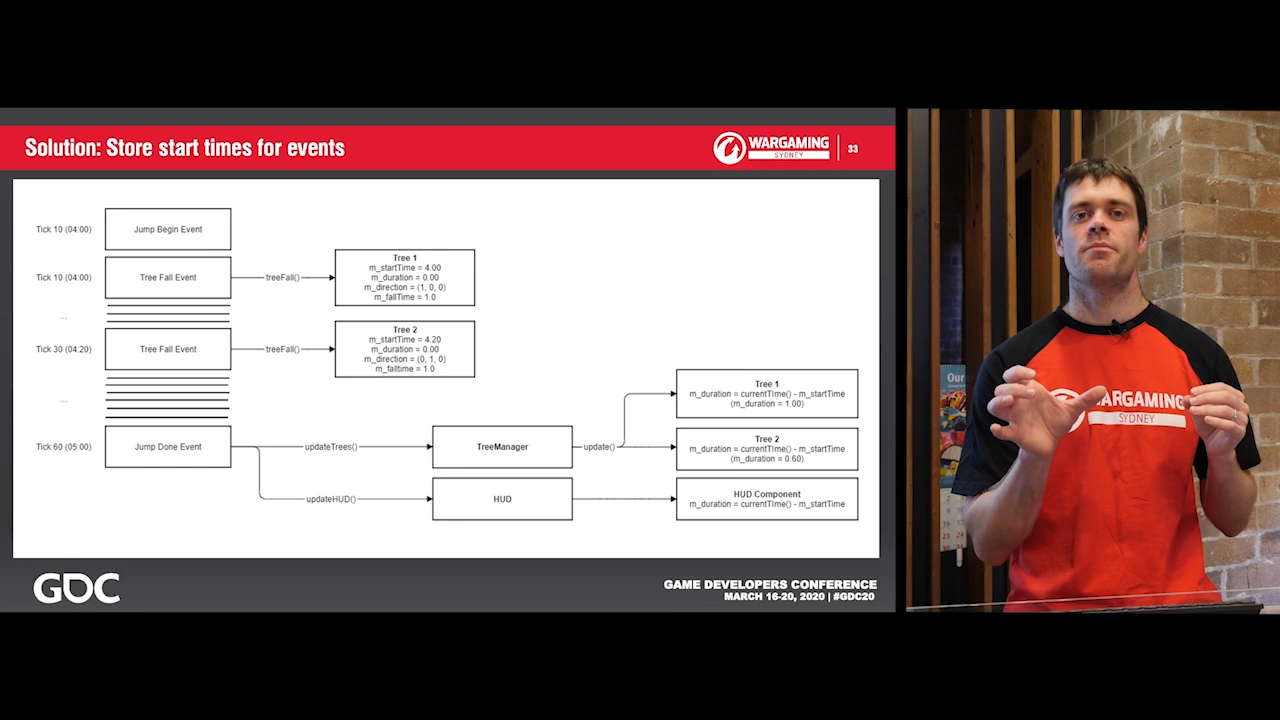 Solution: Store start times for events
WARGAMING
SYDNEY
33
Tick 10 (04:00)
Jump Begin Event
Tick 10 (04:00)
Tree Fall Event
treeFall()
Tree 1
m_startTime = 4.00
m_duration = 0.00
m_direction = (1, 0, 0)
m_fallTime = 1.0
...
Tick 30 (04:20)
Tree Fall Event
treeFall()
Tree 2
m_startTime = 4.20
m_duration = 0.00
m_direction = (0, 1, 0)
m_falltime = 1.0
...
Tick 60 (05:00)
Jump Done Event
updateTrees()
TreeManager
update()
Tree 1
m_duration = currentTIme() - m_startTime
(m_duration = 1.00)
Tree 2
m_duration = currentTIme() - m_startTime
(m_duration = 0.60)
updateHUD()
HUD
HUD Component
m_duration = currentTIme() - m_startTime
GDC
GAME DEVELOPERS CONFERENCE
MARCH 16-20, 2020 | #GDC20
Our
WARGAMING
SYDNEY